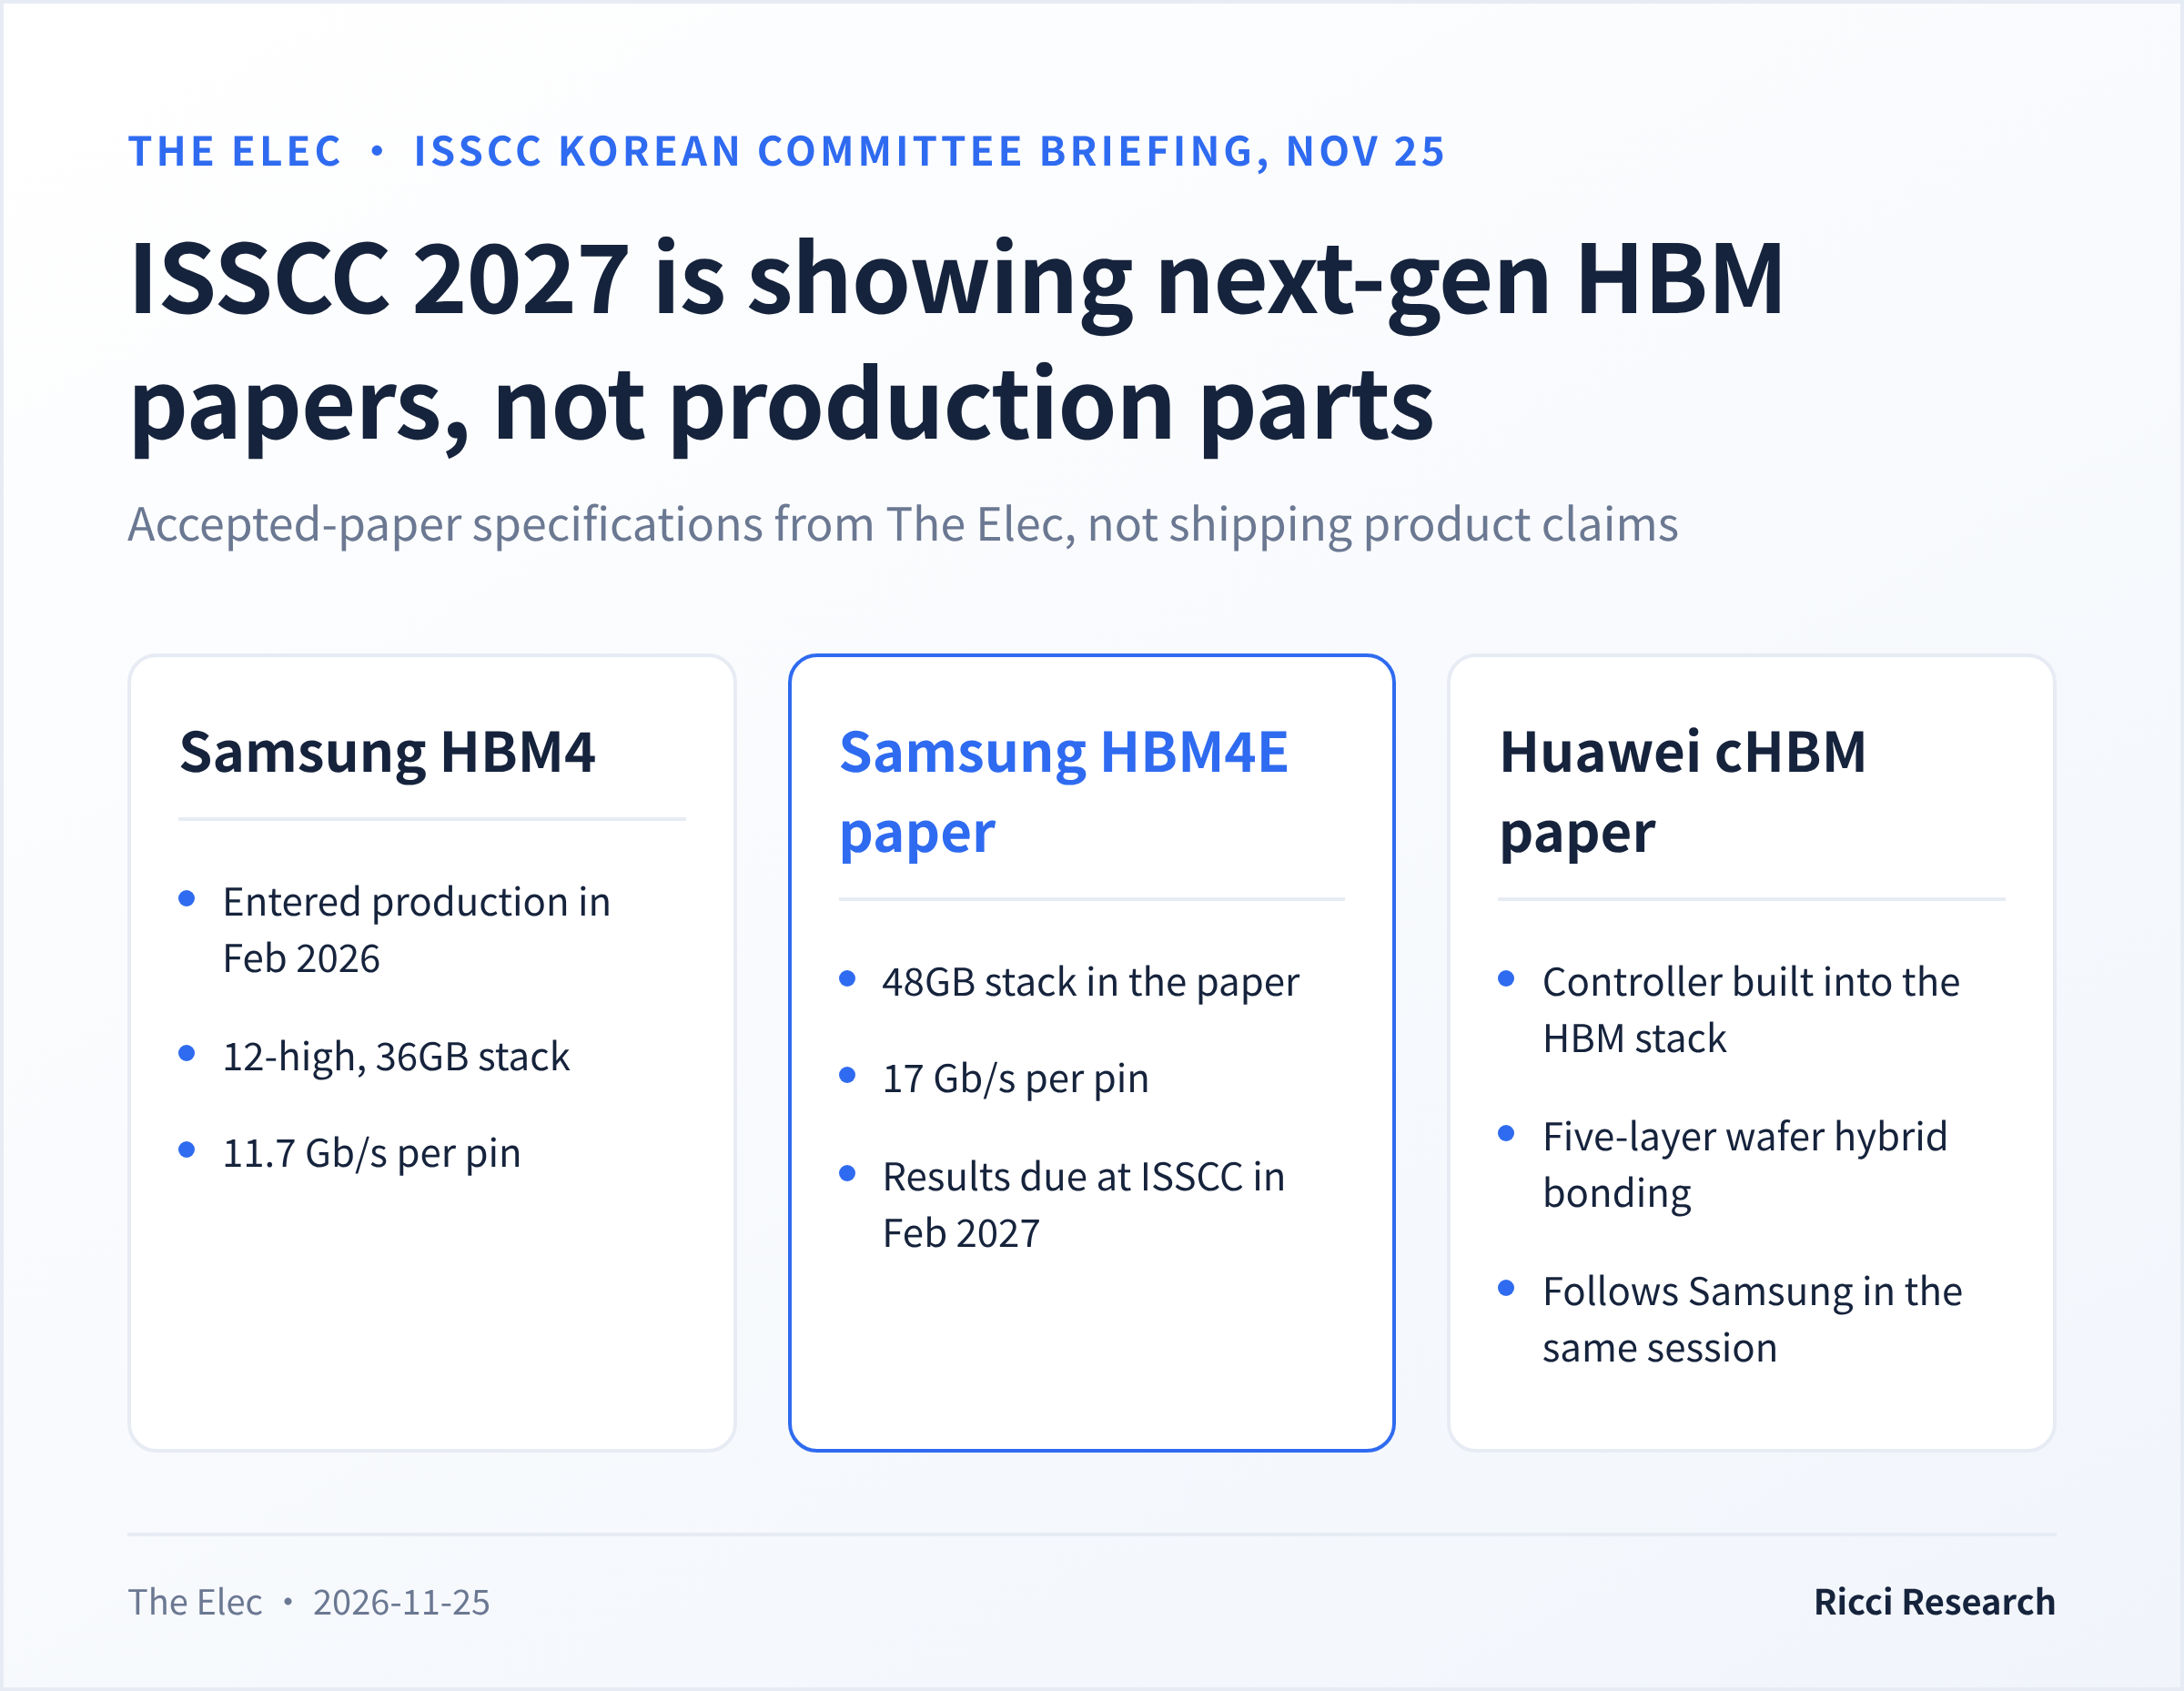 THE ELEC • ISSCC KOREAN COMMITTEE BRIEFING, NOV 25
ISSCC 2027 is showing next-gen HBM
papers, not production parts
Accepted-paper specifications from The Elec, not shipping product claims
Samsung HBM4
• Entered production in
Feb 2026
• 12-high, 36GB stack
• 11.7 Gb/s per pin
Samsung HBM4E
paper
• 48GB stack in the paper
• 17 Gb/s per pin
• Results due at ISSCC in
Feb 2027
Huawei cHBM
paper
• Controller built into the
HBM stack
• Five-layer wafer hybrid
bonding
• Follows Samsung in the
same session
The Elec • 2026-11-25
Ricci Research